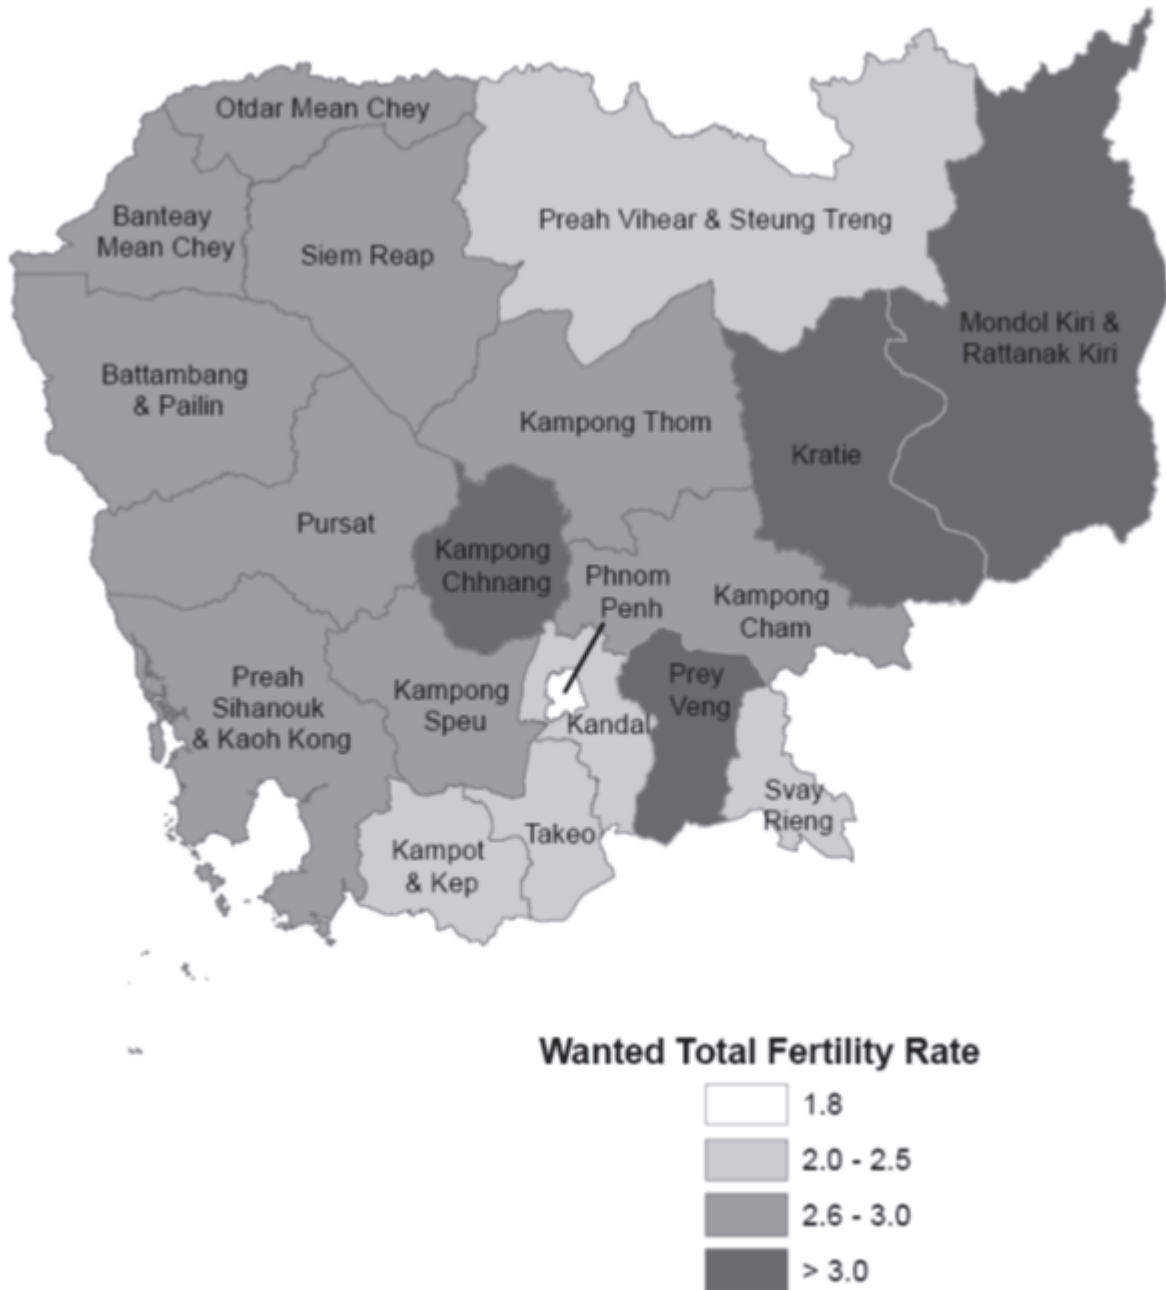 Otdar Mean Chey
Banteay
Mean Chey
Siem Reap
Preah Vihear & Steung Treng
Mondol Kiri &
Rattanak Kiri
Battambang
& Pailin
Kampong Thom
Kratie
Pursat
Kampong
Chhnang
Phnom
Penh
Kampong
Cham
Preah
Sihanouk
& Kaoh Kong
Kampong
Speu
Kandal
Prey
Veng
Svay
Rieng
Takeo
Kampot
& Kep
Wanted Total Fertility Rate
1.8
2.0 - 2.5
2.6 - 3.0
> 3.0